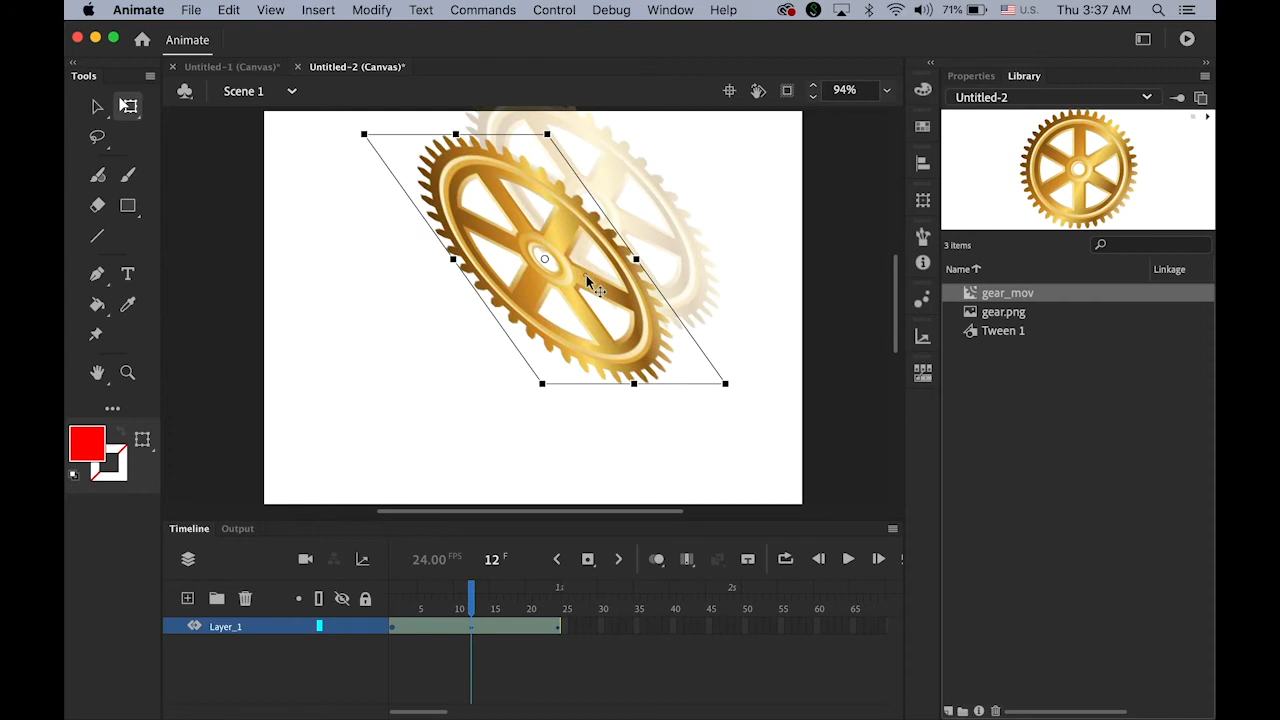 Animate File Edit View Insert Modify Text Commands Control Debug Window Help 71% U.S. Thu 3:37 AM
Animate
Tools
Untitled-1 (Canvas)* Untitled-2 (Canvas)*
Properties Library
Scene 1 94%
Untitled-2
3 items
Name Linkage
gear_mov
gear.png
Tween 1
T
Timeline Output
24.00 FPS 12 F
1s 2s
5 10 15 20 25 30 35 40 45 50 55 60 65
Layer_1